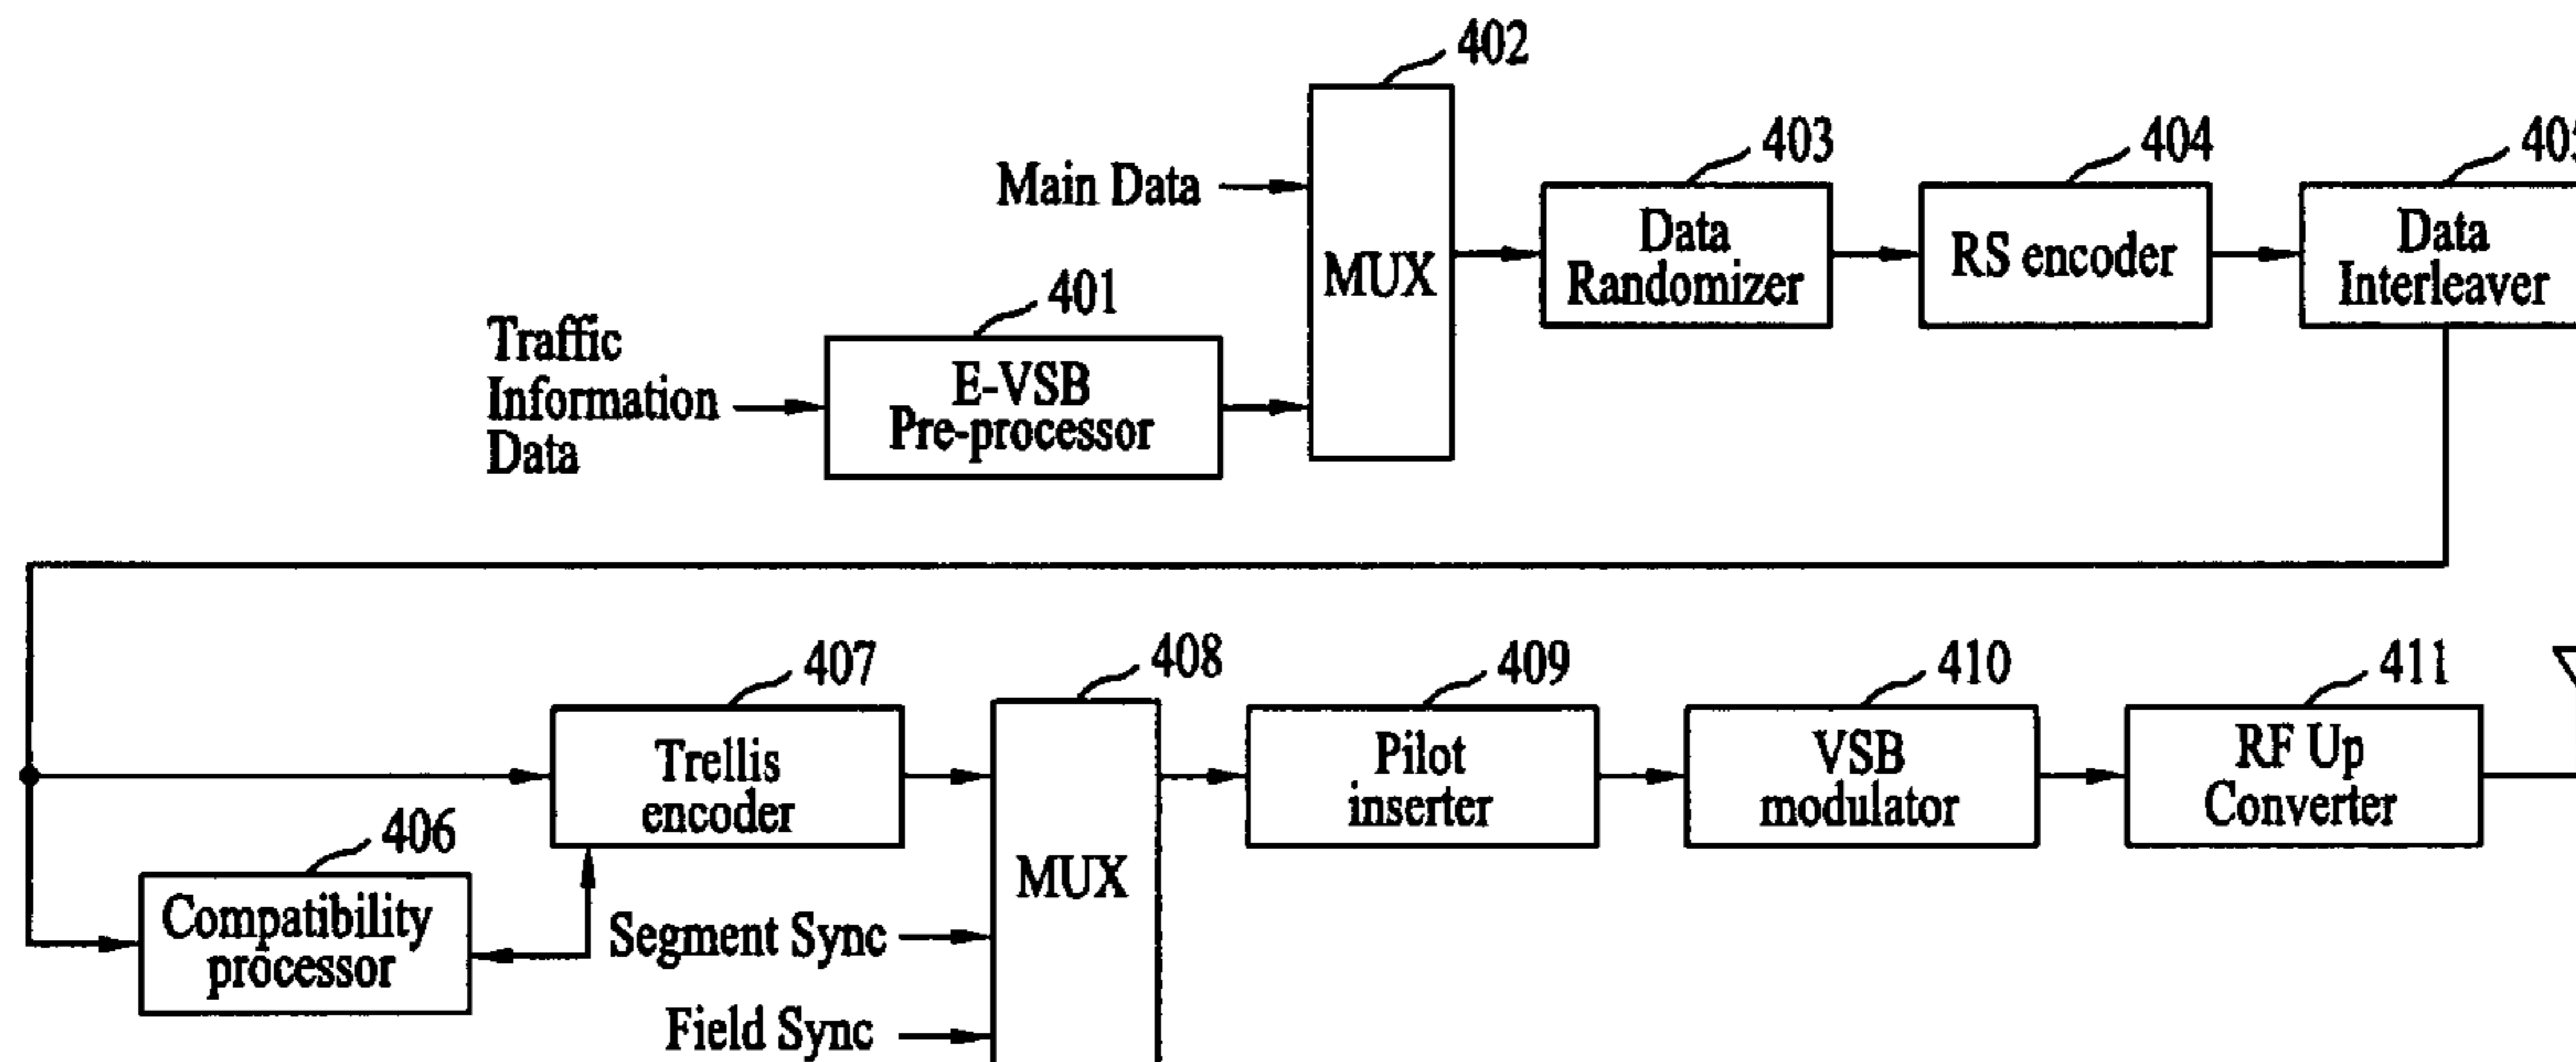 402
403
404
Main Data
MUX
Data
Randomizer
RS encoder
Data
Interleaver
401
Traffic
Information
Data
E-VSB
Pre-processor
407
408
409
410
411
Trellis
encoder
MUX
Pilot
inserter
VSB
modulator
RF Up
Converter
406
Compatibility
processor
Segment Sync
Field Sync